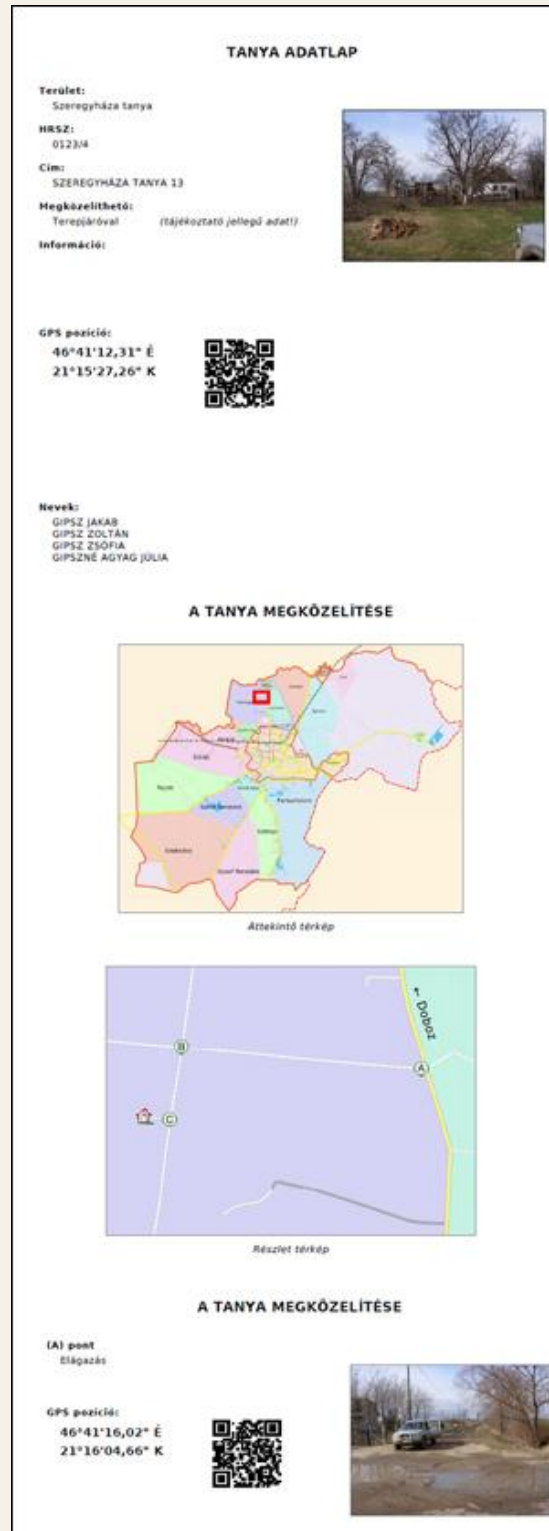 TANYA ADATLAP
Terület:
Szeregyháza tanya
HRSZ:
0123/4
Cím:
SZEREGYHÁZA TANYA 13
Megközelíthető:
Terepjáróval (tájékoztató jellegű adat!)
Információ:
GPS pozíció:
46°41'12,31" É
21°15'27,26" K
Nevek:
GIPSZ JAKAB
GIPSZ ZOLTÁN
GIPSZ ZSÓFIA
GIPSZNÉ AGYAG JÚLIA
A TANYA MEGKÖZELÍTÉSE
Áttekintő térkép
← Doboz
B
A
C
Részlet térkép
A TANYA MEGKÖZELÍTÉSE
(A) pont
Elágazás
GPS pozíció:
46°41'16,02" É
21°16'04,66" K